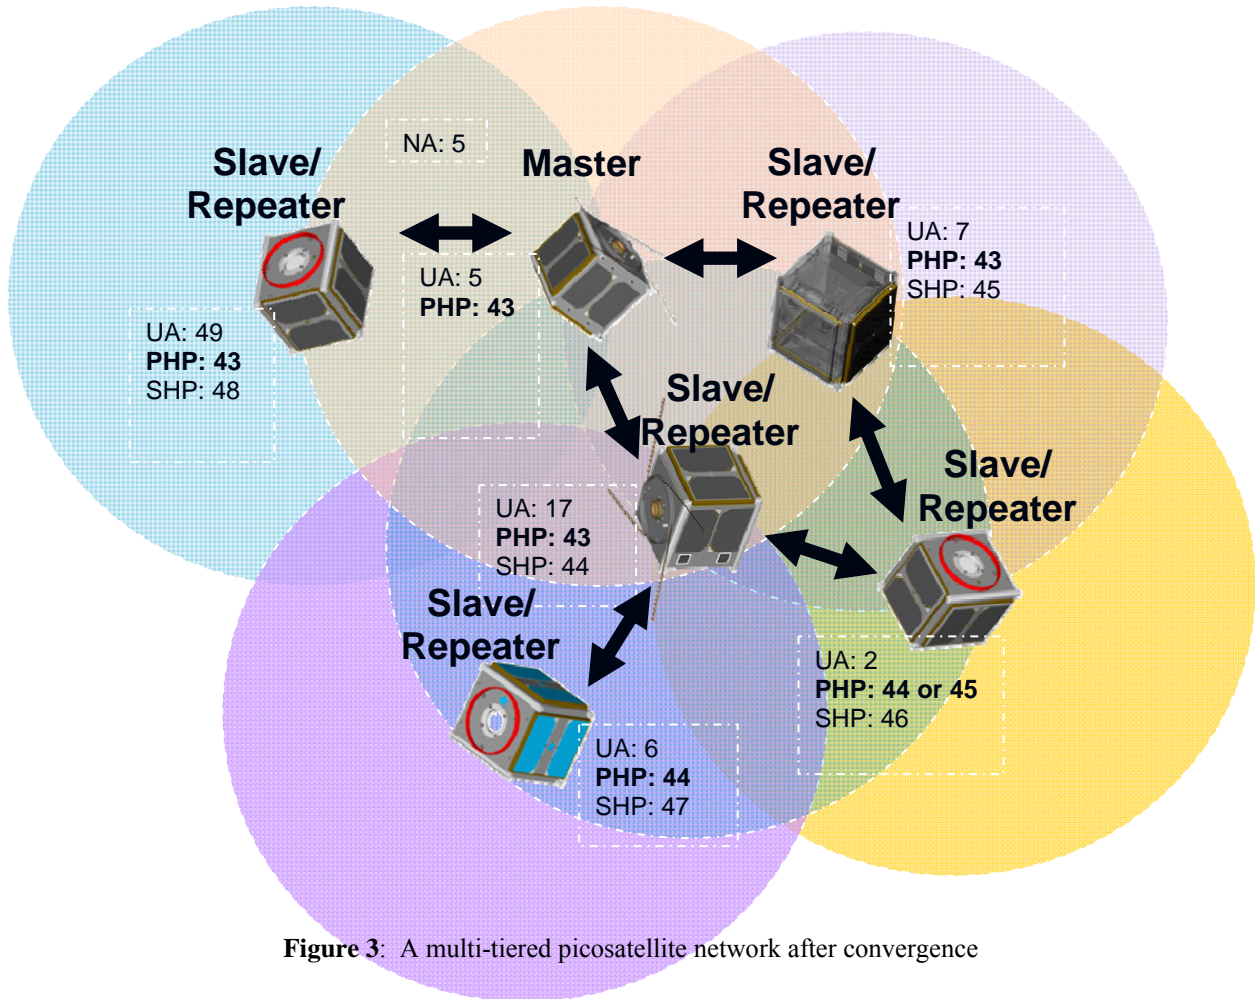 NA: 5
Slave/
Repeater
Master
Slave/
Repeater
UA: 7
PHP: 43
SHP: 45
UA: 5
PHP: 43
UA: 49
PHP: 43
SHP: 48
Slave/
Repeater
Slave/
Repeater
UA: 17
PHP: 43
SHP: 44
Slave/
Repeater
UA: 2
PHP: 44 or 45
SHP: 46
UA: 6
PHP: 44
SHP: 47
Figure 3: A multi-tiered picosatellite network after convergence